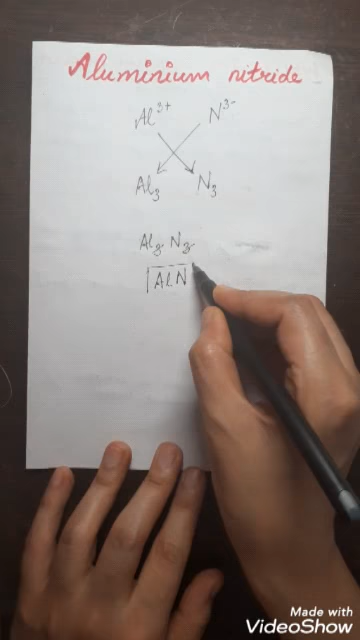 Aluminium nitride
Al³⁺ N³⁻
Al₃ N₃
Al₃ N₃
AlN
Made with
VideoShow